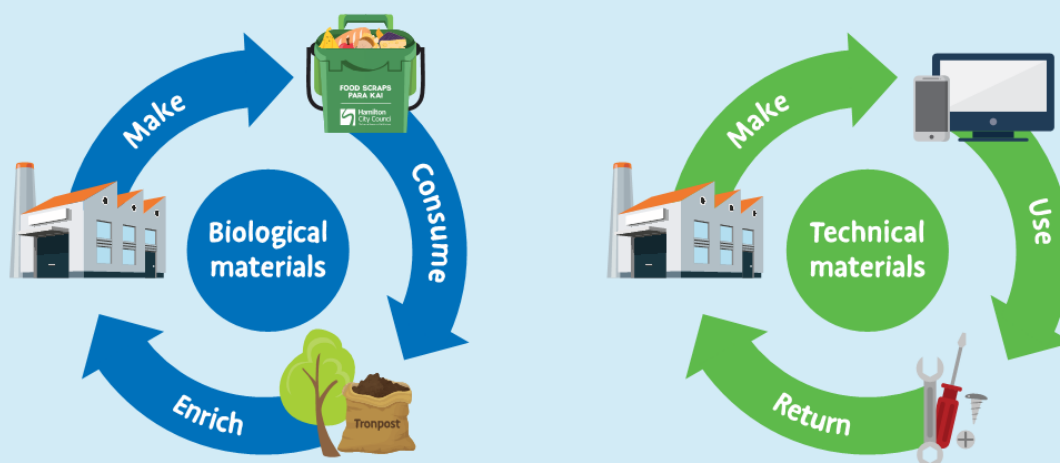 Make
FOOD SCRAPS
PARA KAI
Hamilton
City Council
Consume
Biological
materials
Enrich
Tronpost
Make
Use
Technical
materials
Return